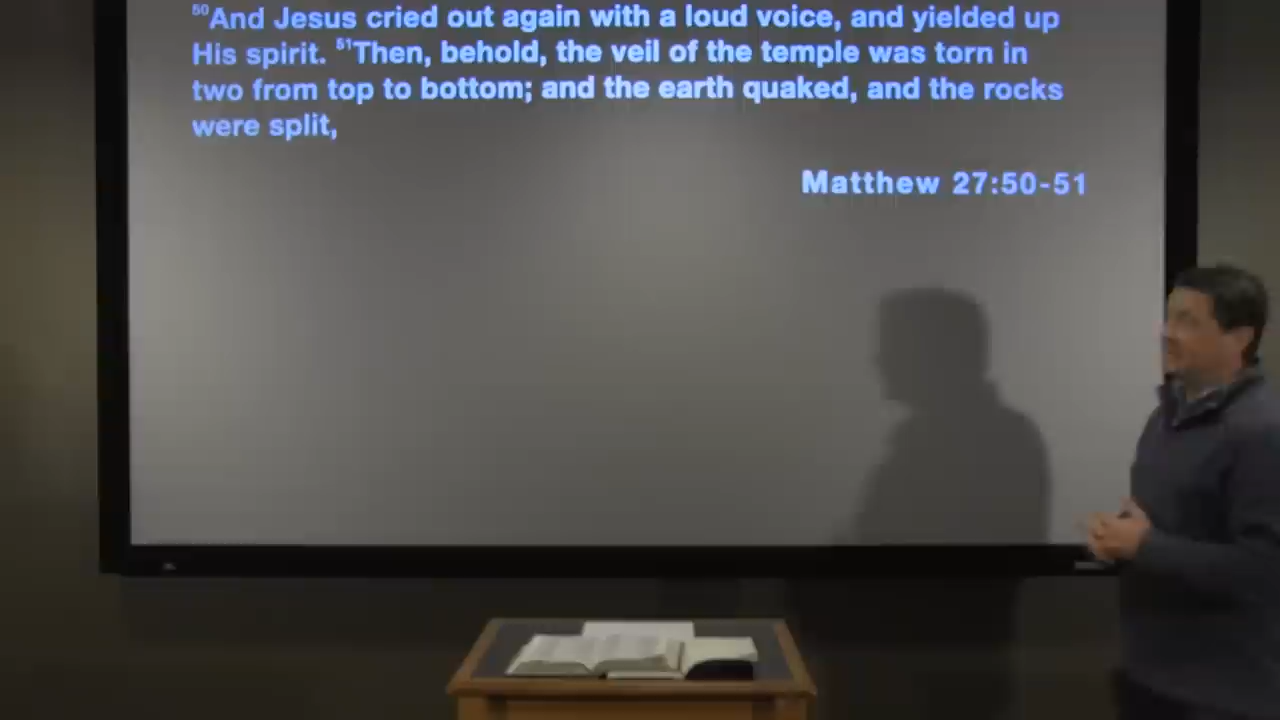 50And Jesus cried out again with a loud voice, and yielded up
His spirit. 51Then, behold, the veil of the temple was torn in
two from top to bottom; and the earth quaked, and the rocks
were split,
Matthew 27:50-51